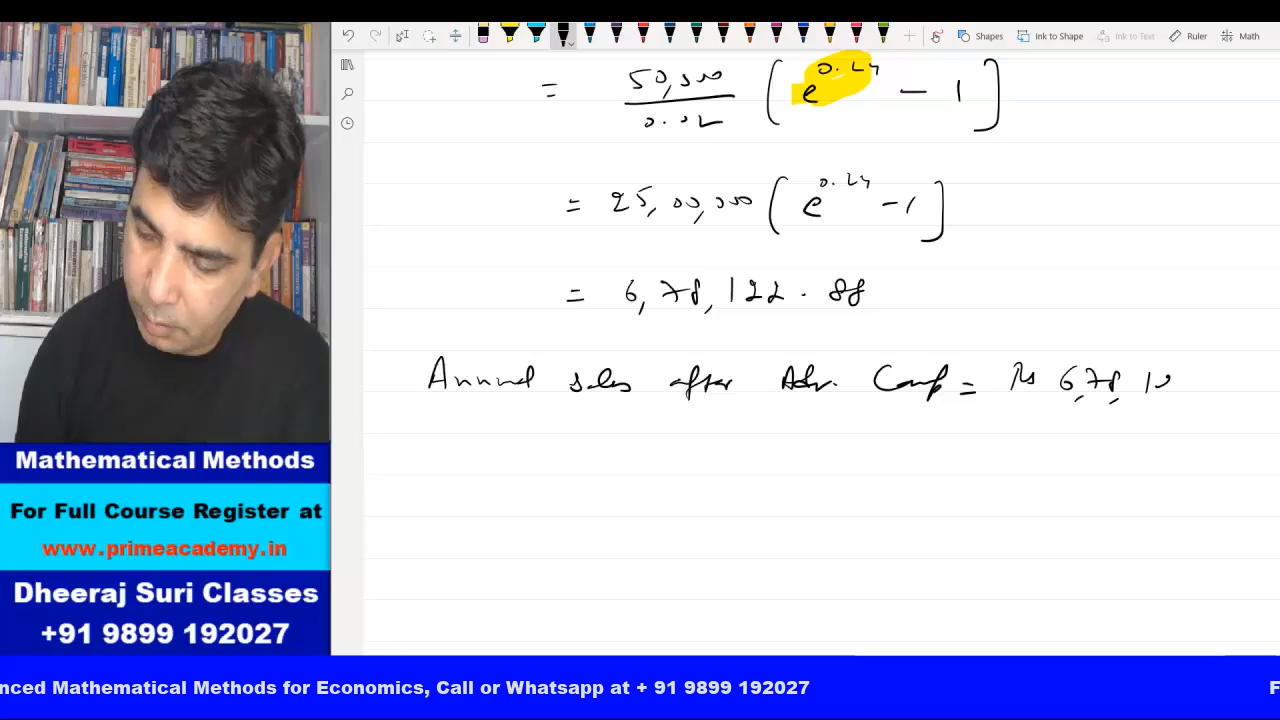 Shapes Ink to Shape Ink to Text Ruler Math
= 50,000 / 0.02 ( e^0.24 - 1 ]
= 25,00,000 ( e^0.24 - 1 ]
= 6,78,122.88
Annual sales after Adv. Camp = Rs 6,78,12
Mathematical Methods
For Full Course Register at
www.primeacademy.in
Dheeraj Suri Classes
+91 9899 192027
nced Mathematical Methods for Economics, Call or Whatsapp at + 91 9899 192027
F